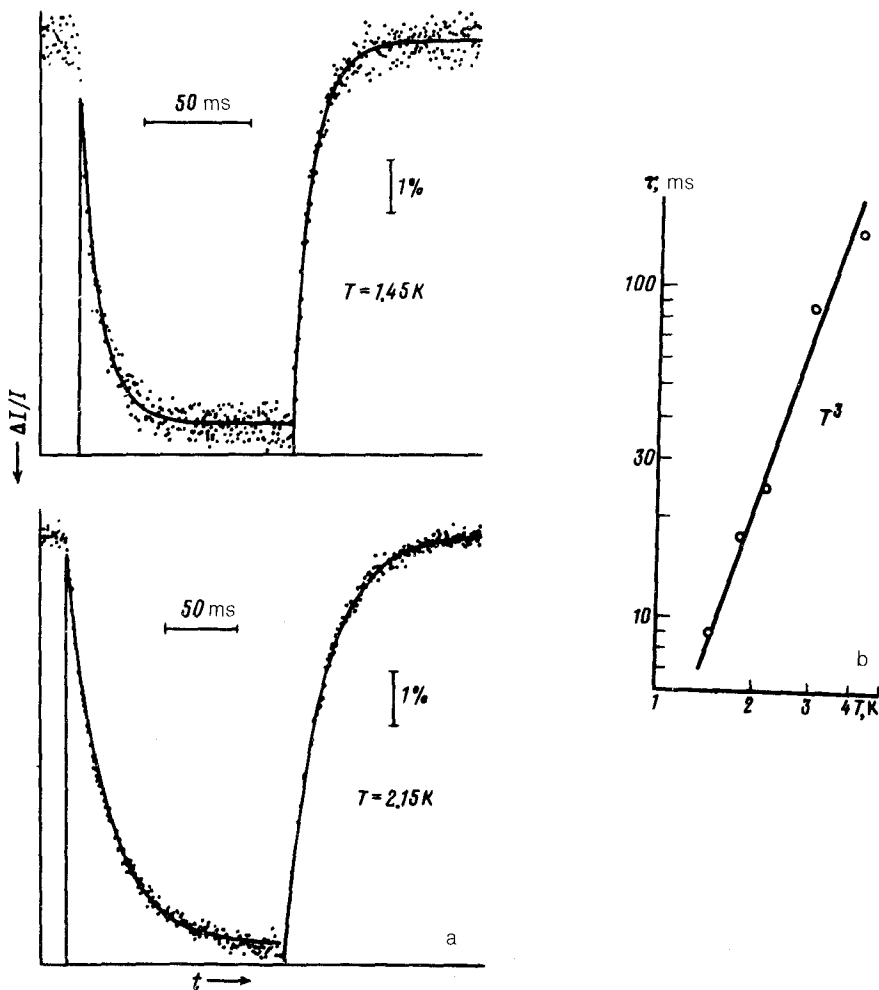 50 ms
1%
T = 1,45 K
ΔI/I
50 ms
1%
T = 2,15 K
a
t
τ, ms
100
30
10
T³
b
1 2 3 4 T, K